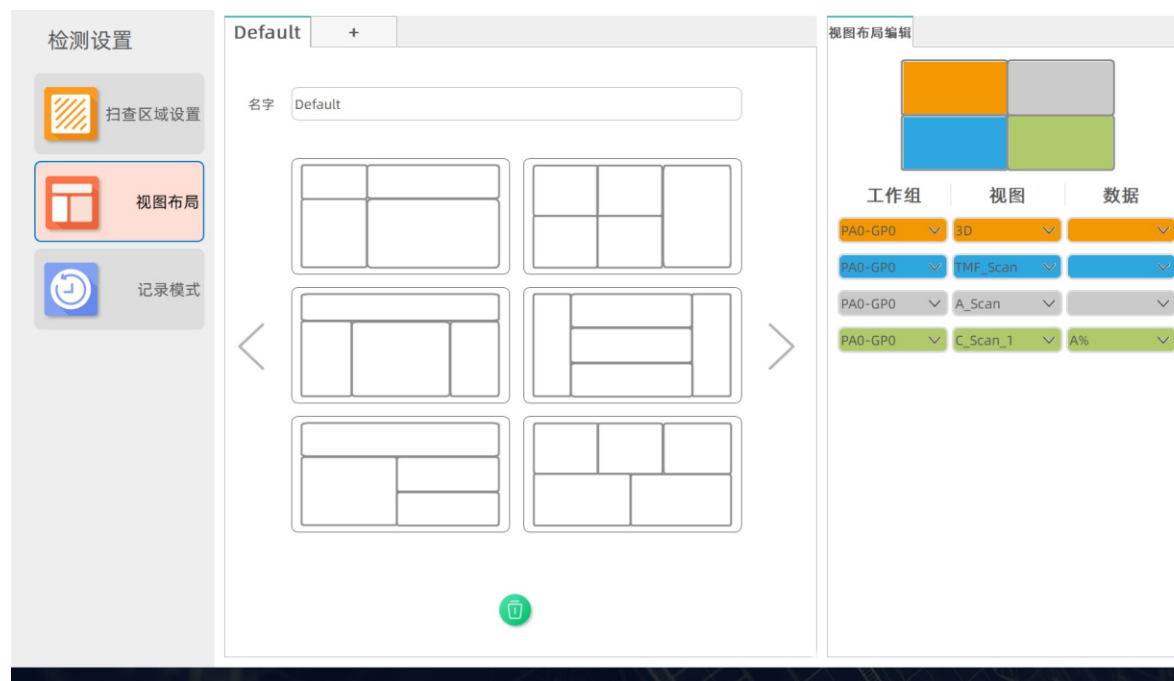 检测设置
扫查区域设置
视图布局
记录模式
Default +
名字 Default
视图布局编辑
工作组 视图 数据
PA0-GP0 3D
PA0-GP0 TMF_Scan
PA0-GP0 A_Scan
PA0-GP0 C_Scan_1 A%